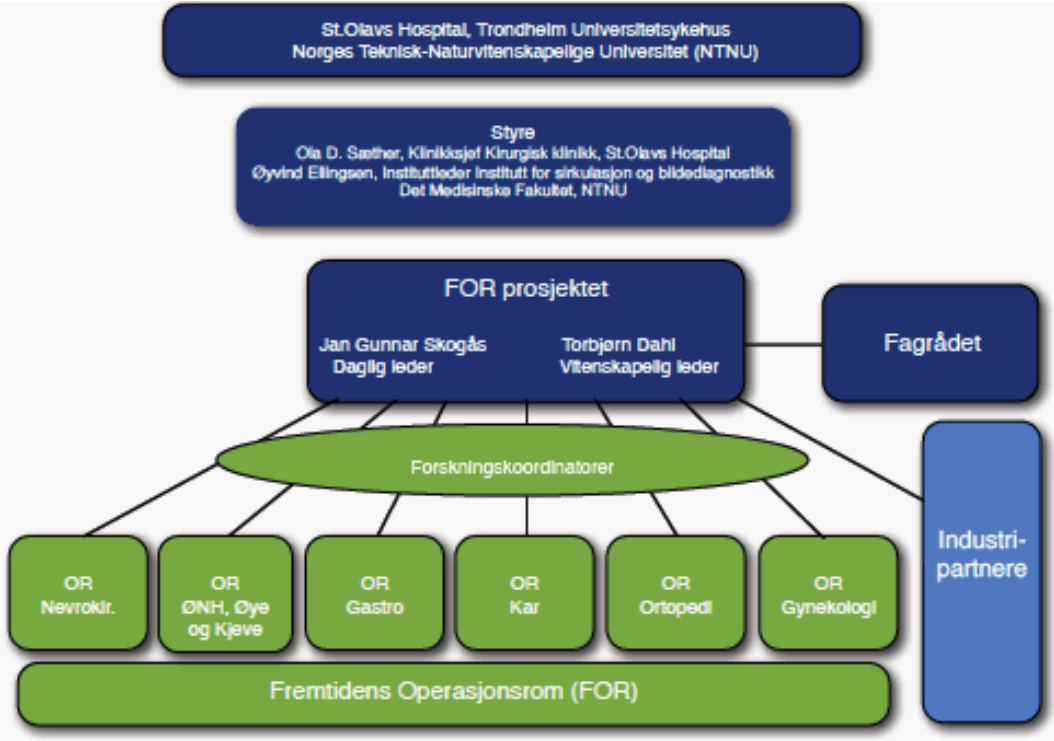 St.Olavs Hospital, Trondheim Universitetsykehus
Norges Teknisk-Naturvitenskapelige Universitet (NTNU)
Styre
Ola D. Sæther, Klinikksjef Kirurgisk klinikk, St.Olavs Hospital
Øyvind Ellingsen, Instituttleder Institutt for sirkulasjon og bildediagnostikk
Det Medisinske Fakultet, NTNU
FOR prosjektet
Jan Gunnar Skogås
Daglig leder
Torbjørn Dahl
Vitenskapelig leder
Fagrådet
Forskningskoordinatorer
OR
Nevrokir.
OR
ØNH, Øye
og Kjeve
OR
Gastro
OR
Kar
OR
Ortopedi
OR
Gynekologi
Industri-
partnere
Fremtidens Operasjonsrom (FOR)